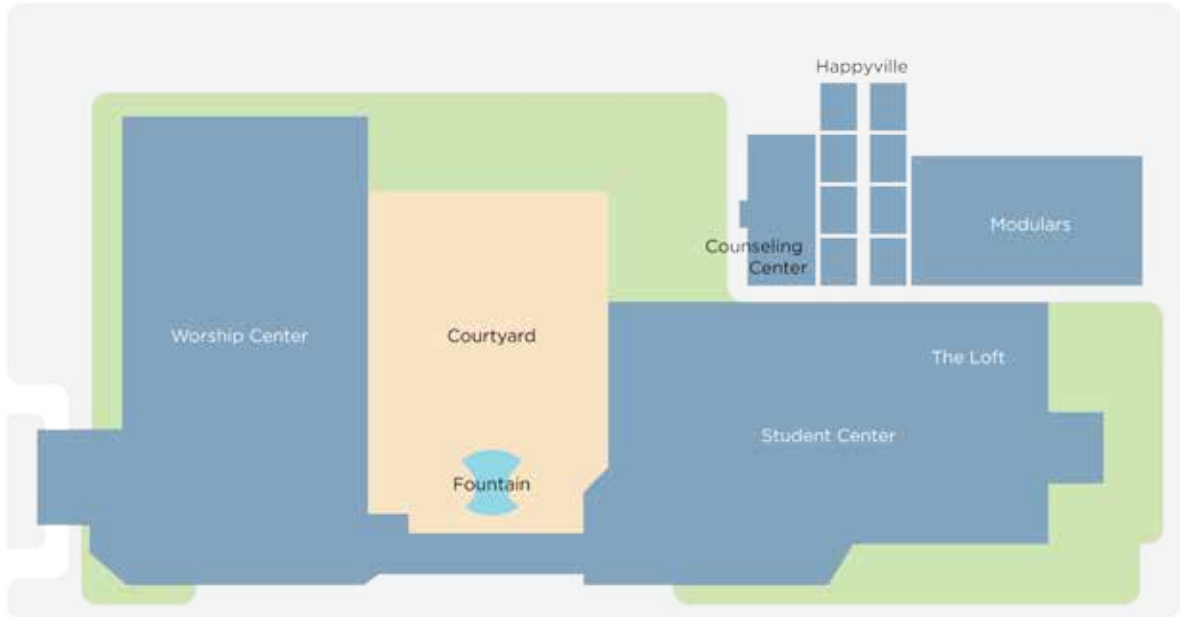 Happyville
Modulars
Counseling
Center
Worship Center
Courtyard
The Loft
Student Center
Fountain